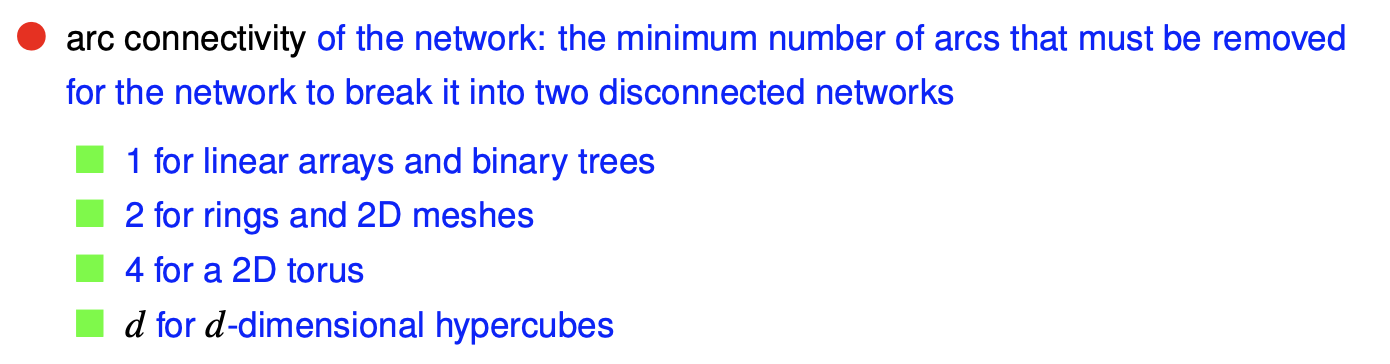 arc connectivity of the network: the minimum number of arcs that must be removed
for the network to break it into two disconnected networks
1 for linear arrays and binary trees
2 for rings and 2D meshes
4 for a 2D torus
d for d-dimensional hypercubes